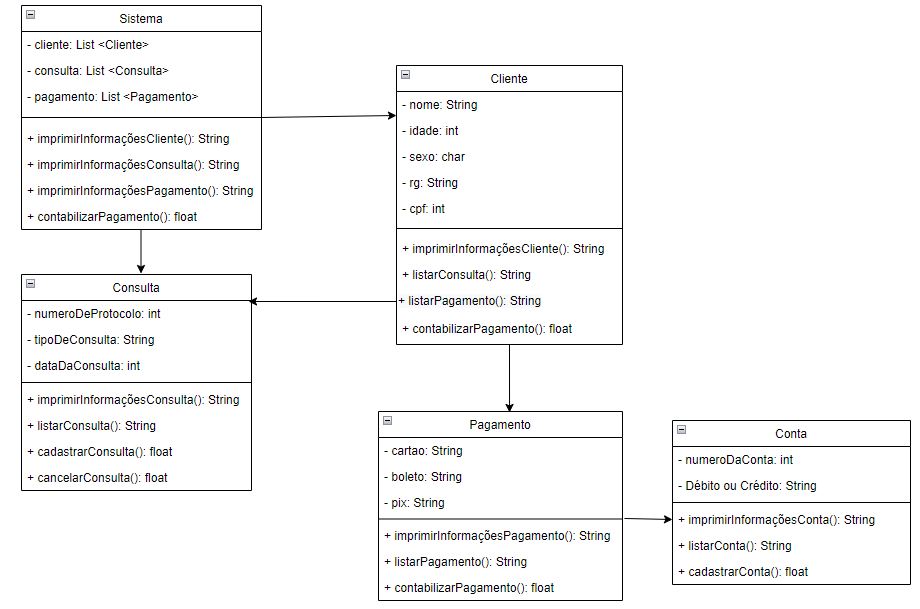 Sistema
- cliente: List <Cliente>
- consulta: List <Consulta>
- pagamento: List <Pagamento>
+ imprimirInformaçõesCliente(): String
+ imprimirInformaçõesConsulta(): String
+ imprimirInformaçõesPagamento(): String
+ contabilizarPagamento(): float
Cliente
- nome: String
- idade: int
- sexo: char
- rg: String
- cpf: int
+ imprimirInformaçõesCliente(): String
+ listarConsulta(): String
+ listarPagamento(): String
+ contabilizarPagamento(): float
Consulta
- numeroDeProtocolo: int
- tipoDeConsulta: String
- dataDaConsulta: int
+ imprimirInformaçõesConsulta(): String
+ listarConsulta(): String
+ cadastrarConsulta(): float
+ cancelarConsulta(): float
Pagamento
- cartao: String
- boleto: String
- pix: String
+ imprimirInformaçõesPagamento(): String
+ listarPagamento(): String
+ contabilizarPagamento(): float
Conta
- numeroDaConta: int
- Débito ou Crédito: String
+ imprimirInformaçõesConta(): String
+ listarConta(): String
+ cadastrarConta(): float